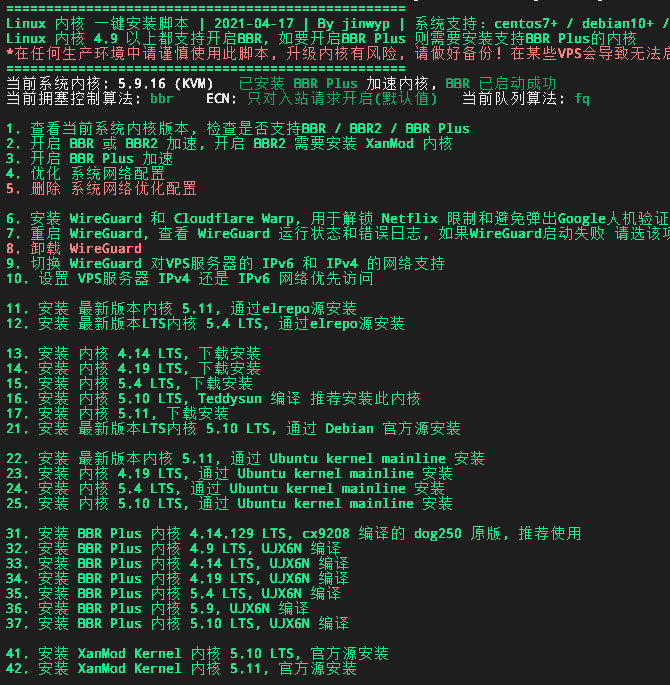 ==================================================
Linux 内核 一键安装脚本 | 2021-04-17 | By jinwyp | 系统支持: centos7+ / debian10+ /
Linux 内核 4.9 以上都支持开启BBR, 如要开启BBR Plus 则需要安装支持BBR Plus的内核
*在任何生产环境中请谨慎使用此脚本, 升级内核有风险, 请做好备份! 在某些VPS会导致无法启
==================================================
当前系统内核: 5.9.16 (KVM) 已安装 BBR Plus 加速内核, BBR 已启动成功
当前拥塞控制算法: bbr ECN: 只对入站请求开启(默认值) 当前队列算法: fq
1. 查看当前系统内核版本, 检查是否支持BBR / BBR2 / BBR Plus
2. 开启 BBR 或 BBR2 加速, 开启 BBR2 需要安装 XanMod 内核
3. 开启 BBR Plus 加速
4. 优化 系统网络配置
5. 删除 系统网络优化配置
6. 安装 WireGuard 和 Cloudflare Warp, 用于解锁 Netflix 限制和避免弹出Google人机验证
7. 重启 WireGuard, 查看 WireGuard 运行状态和错误日志, 如果WireGuard启动失败 请选该项
8. 卸载 WireGuard
9. 切换 WireGuard 对VPS服务器的 IPv6 和 IPv4 的网络支持
10. 设置 VPS服务器 IPv4 还是 IPv6 网络优先访问
11. 安装 最新版本内核 5.11, 通过elrepo源安装
12. 安装 最新版本LTS内核 5.4 LTS, 通过elrepo源安装
13. 安装 内核 4.14 LTS, 下载安装
14. 安装 内核 4.19 LTS, 下载安装
15. 安装 内核 5.4 LTS, 下载安装
16. 安装 内核 5.10 LTS, Teddysun 编译 推荐安装此内核
17. 安装 内核 5.11, 下载安装
21. 安装 最新版本LTS内核 5.10 LTS, 通过 Debian 官方源安装
22. 安装 最新版本内核 5.11, 通过 Ubuntu kernel mainline 安装
23. 安装 内核 4.19 LTS, 通过 Ubuntu kernel mainline 安装
24. 安装 内核 5.4 LTS, 通过 Ubuntu kernel mainline 安装
25. 安装 内核 5.10 LTS, 通过 Ubuntu kernel mainline 安装
31. 安装 BBR Plus 内核 4.14.129 LTS, cx9208 编译的 dog250 原版, 推荐使用
32. 安装 BBR Plus 内核 4.9 LTS, UJX6N 编译
33. 安装 BBR Plus 内核 4.14 LTS, UJX6N 编译
34. 安装 BBR Plus 内核 4.19 LTS, UJX6N 编译
35. 安装 BBR Plus 内核 5.4 LTS, UJX6N 编译
36. 安装 BBR Plus 内核 5.9, UJX6N 编译
37. 安装 BBR Plus 内核 5.10 LTS, UJX6N 编译
41. 安装 XanMod Kernel 内核 5.10 LTS, 官方源安装
42. 安装 XanMod Kernel 内核 5.11, 官方源安装